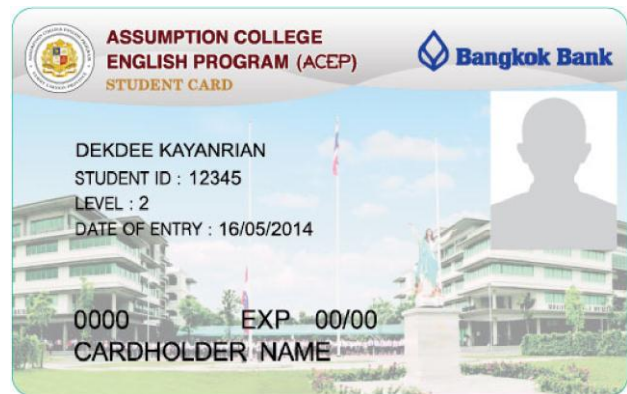 ASSUMPTION COLLEGE
ENGLISH PROGRAM (ACEP)
STUDENT CARD
Bangkok Bank
DEKDEE KAYANRIAN
STUDENT ID : 12345
LEVEL : 2
DATE OF ENTRY : 16/05/2014
0000 EXP 00/00
CARDHOLDER NAME